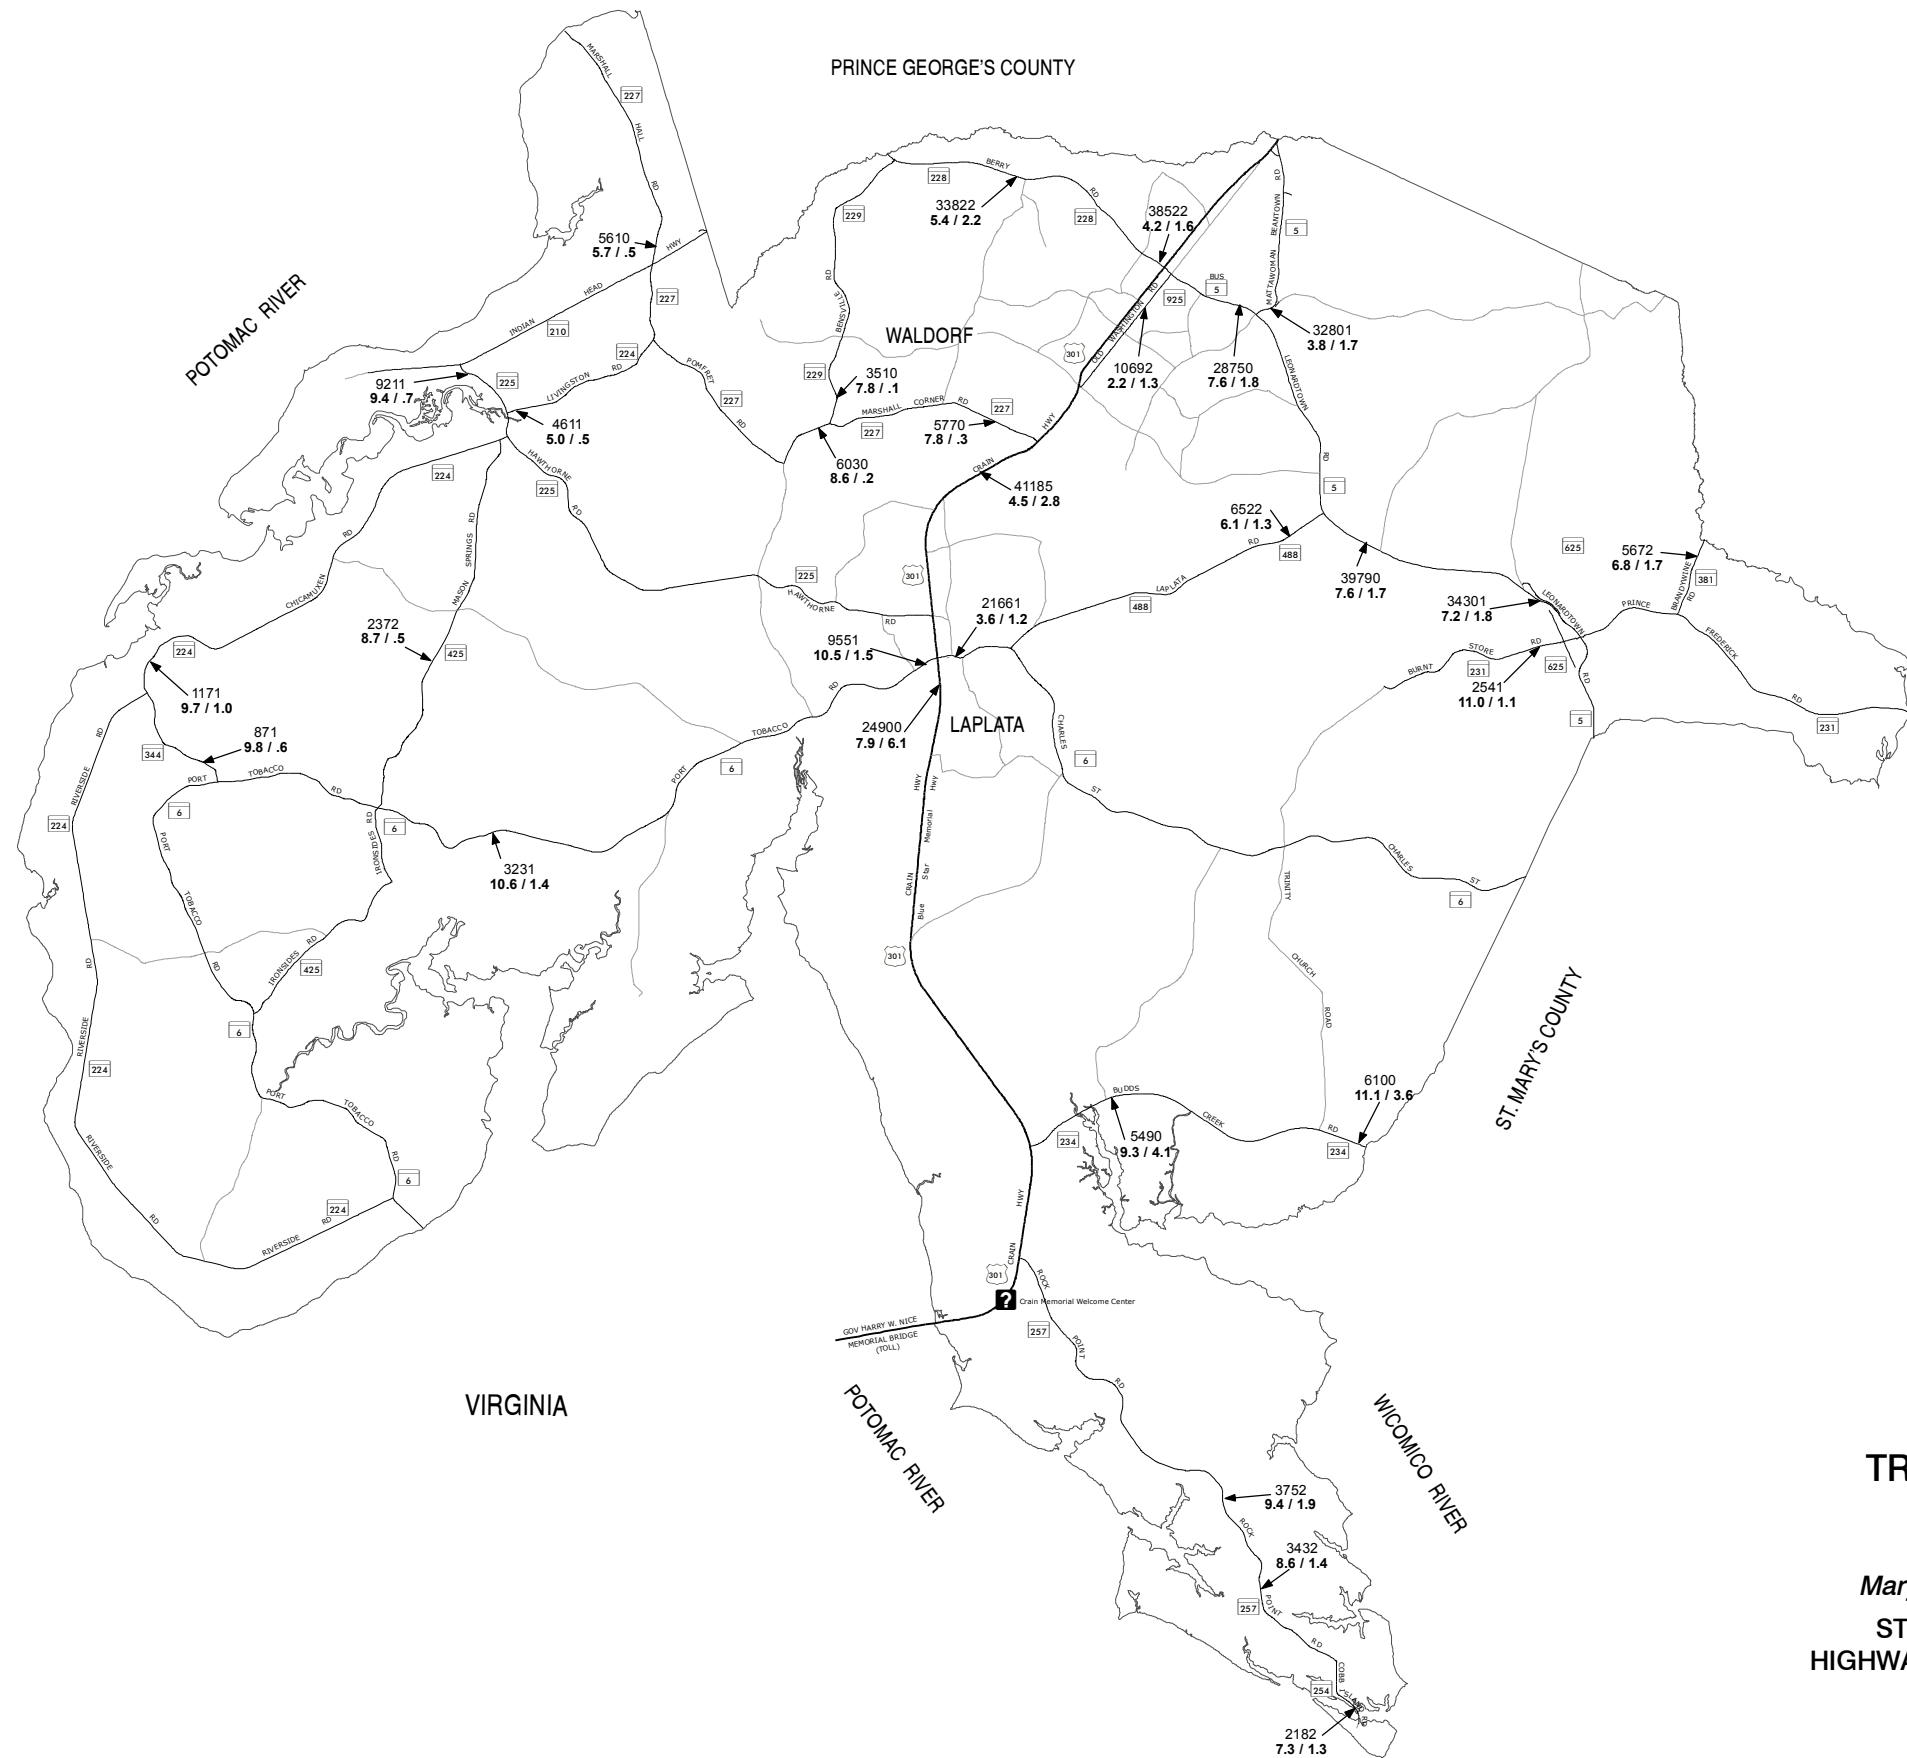 PRINCE GEORGE'S COUNTY
MARSHALL
227
HALL
RD
BERRY
228
33822
5.4 / 2.2
RD
228
38522
4.2 / 1.6
RD
BEANTOWN
5
MATTAWOMAN
229
5610
5.7 / .5
HWY
POTOMAC RIVER
HEAD
227
INDIAN
210
RD
BENSVILLE
WALDORF
BUS
5
925
RD
WASHINGTON
OLD
301
32801
3.8 / 1.7
10692
2.2 / 1.3
28750
7.6 / 1.8
LEONARDTOWN
224
RD
LIVINGSTON
POMFRET
227
RD
9211
9.4 / .7
225
4611
5.0 / .5
229
3510
7.8 / .1
MARSHALL
CORNER
RD
227
227
5770
7.8 / .3
HWY
6030
8.6 / .2
CRAIN
41185
4.5 / 2.8
RD
5
HAWTHORNE
224
225
RD
6522
6.1 / 1.3
RD
488
39790
7.6 / 1.7
625
5672
6.8 / 1.7
381
BRANDYWINE
RD
RD
SPRINGS
MASON
RD
CHICAMUXEN
225
HAWTHORNE
RD
301
21661
3.6 / 1.2
LAPLATA
488
34301
7.2 / 1.8
LEONARDTOWN
PRINCE
FREDERICK
RD
231
2372
8.7 / .5
425
9551
10.5 / 1.5
RD
BURNT
STORE
RD
231
625
2541
11.0 / 1.1
RD
5
224
1171
9.7 / 1.0
24900
7.9 / 6.1
LAPLATA
CHARLES
6
ST
TOBACCO
6
PORT
871
9.8 / .6
344
RD
RIVERSIDE
224
PORT
TOBACCO
RD
6
6
RD
IRONSIDES
3231
10.6 / 1.4
HWY
Hwy
Memorial
Star
CRAIN
Blue
301
TRINITY
CHARLES
ST
6
PORT
TOBACCO
RD
RD
IRONSIDES
425
RD
CHURCH
ROAD
ST. MARY'S COUNTY
6
RIVERSIDE
224
PORT
TOBACCO
RD
6
BUDDS
CREEK
RD
234
234
5490
9.3 / 4.1
6100
11.1 / 3.6
RIVERSIDE
RD
224
RD
RIVERSIDE
HWY
CRAIN
301
ROCK
?
Crain Memorial Welcome Center
GOV HARRY W. NICE
MEMORIAL BRIDGE
(TOLL)
257
POINT
RD
VIRGINIA
POTOMAC RIVER
WICOMICO RIVER
3752
9.4 / 1.9
ROCK
3432
8.6 / 1.4
257
POINT
RD
COBB
ISLAND
RD
254
2182
7.3 / 1.3
TR
Mar
ST
HIGHWA